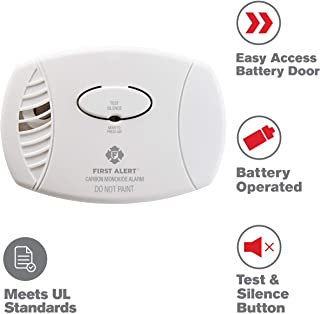 Easy Access
Battery Door
TEST
SILENCE
FIRST ALERT
CARBON MONOXIDE ALARM
DO NOT PAINT
Battery
Operated
Meets UL
Standards
Test &
Silence
Button